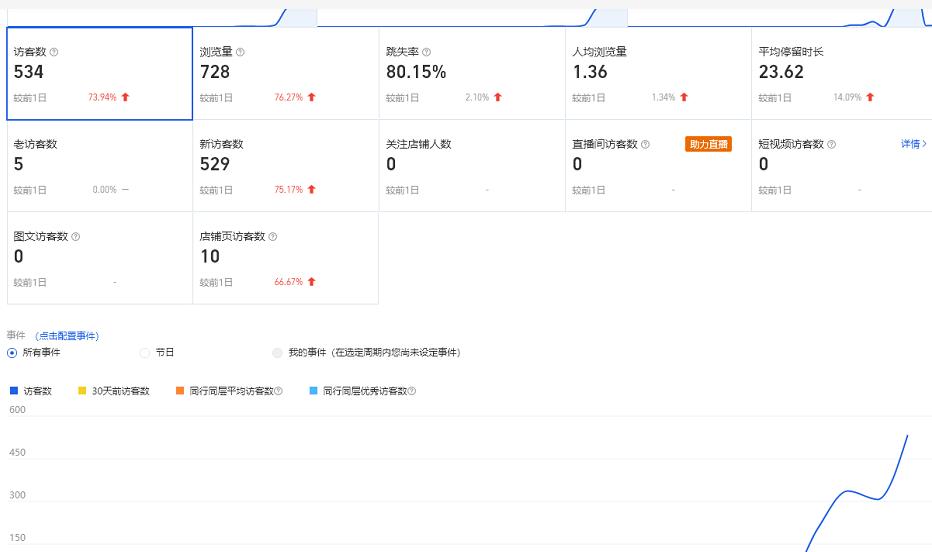 访客数
534
较前1日 73.94%
浏览量
728
较前1日 76.27%
跳失率
80.15%
较前1日 2.10%
人均浏览量
1.36
较前1日 1.34%
平均停留时长
23.62
较前1日 14.09%
老访客数
5
较前1日 0.00% —
新访客数
529
较前1日 75.17%
关注店铺人数
0
较前1日 -
直播间访客数 助力直播
0
较前1日 -
短视频访客数 详情 >
0
较前1日 -
图文访客数
0
较前1日 -
店铺页访客数
10
较前1日 66.67%
事件 (点击配置事件)
所有事件 节日 我的事件（在选定周期内您尚未设定事件）
访客数 30天前访客数 同行同层平均访客数 同行同层优秀访客数
600
450
300
150